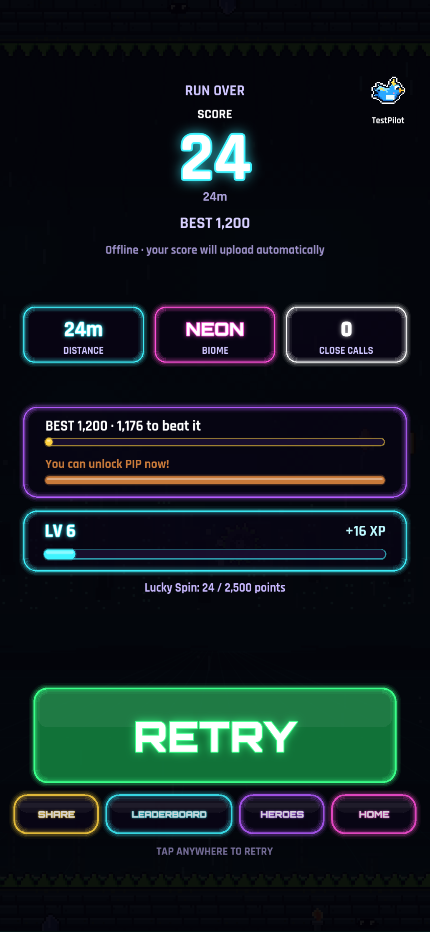 RUN OVER
SCORE
24
24m
BEST 1,200
Offline · your score will upload automatically
TestPilot
24m
DISTANCE
NEON
BIOME
0
CLOSE CALLS
BEST 1,200 · 1,176 to beat it
You can unlock PIP now!
LV 6
+16 XP
Lucky Spin: 24 / 2,500 points
RETRY
SHARE
LEADERBOARD
HEROES
HOME
TAP ANYWHERE TO RETRY